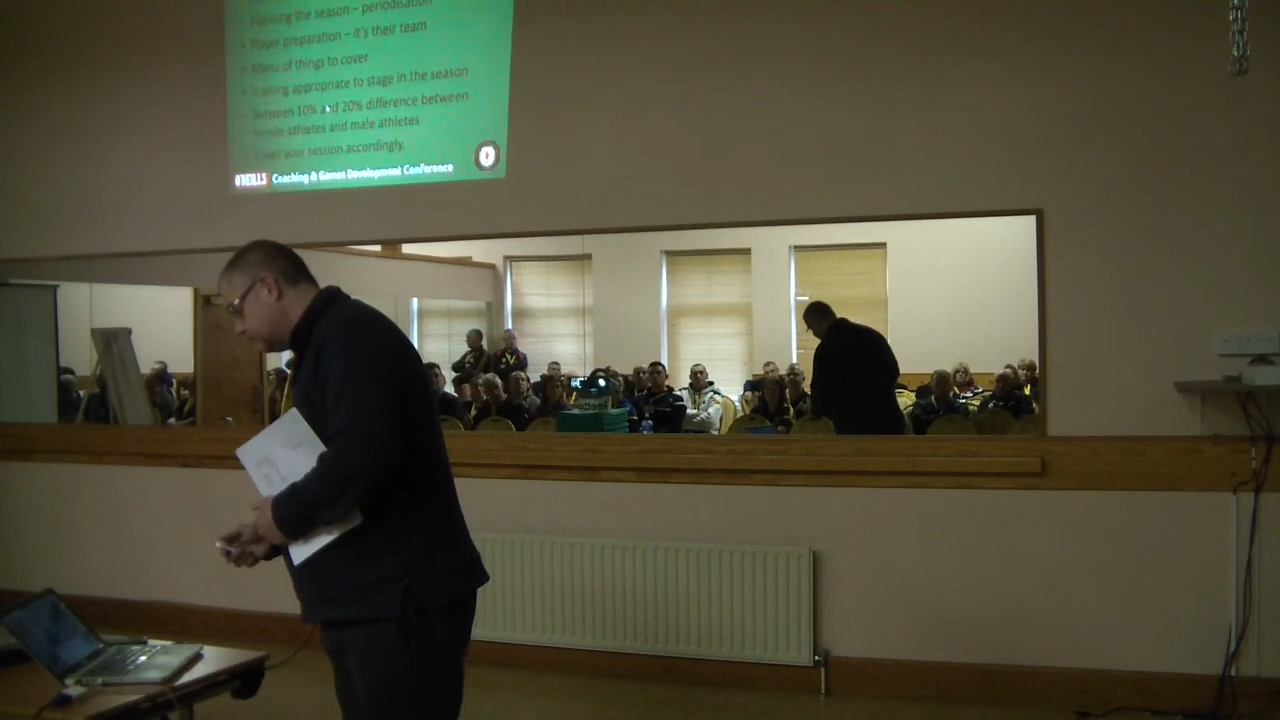 Planning the season – periodisation
• Player preparation – it's their team
• Menu of things to cover
• Training appropriate to stage in the season
• Between 10% and 20% difference between
female athletes and male athletes
your session accordingly.
O'NEILLS Coaching & Games Development Conference